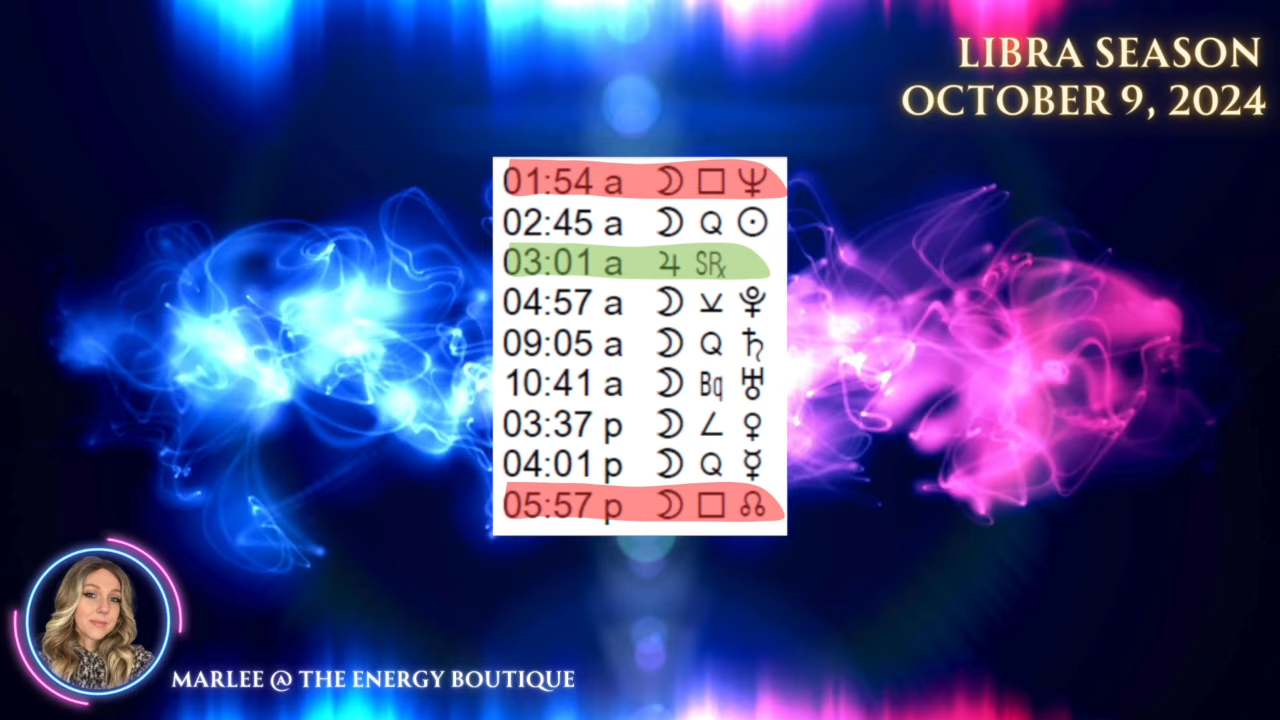 LIBRA SEASON
OCTOBER 9, 2024
01:54 a ☽ □ ♆
02:45 a ☽ Q ☉
03:01 a ♃ SRx
04:57 a ☽ ⚺ ♇
09:05 a ☽ Q ♄
10:41 a ☽ Bq ♅
03:37 p ☽ ∠ ♀
04:01 p ☽ Q ☿
05:57 p ☽ □ ☊
MARLEE @ THE ENERGY BOUTIQUE